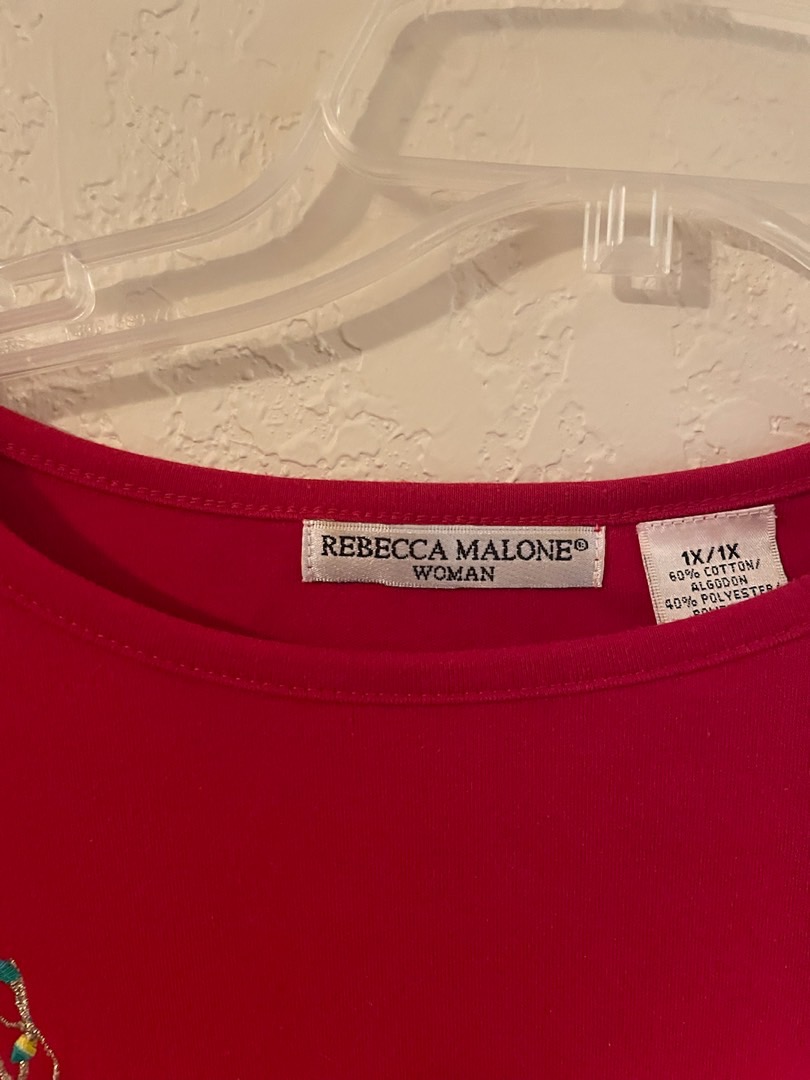 REBECCA MALONE®
WOMAN
1X/1X
60% COTTON/
ALGODON
40% POLYESTER/